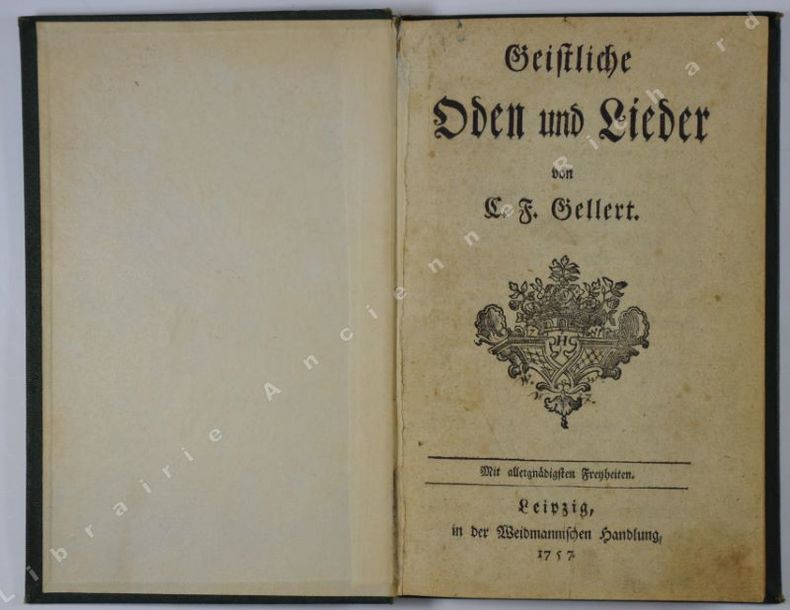 Geistliche
Oden und Lieder
von
C. F. Gellert.
Mit allergnädigsten Freyheiten.
Leipzig,
in der Weidmannischen Handlung,
1757.
Librairie Ancienne Richard